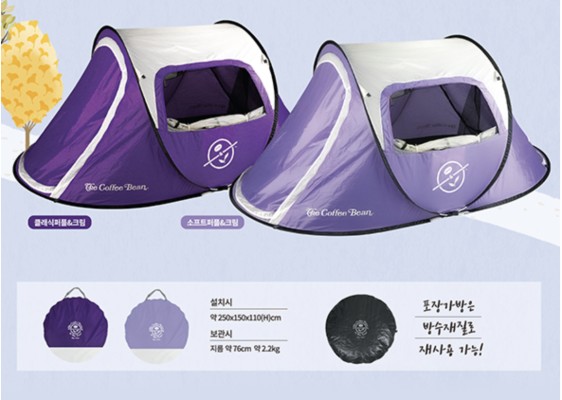 The Coffee Bean
The Coffee Bean
클래식퍼플&크림
소프트퍼플&크림
설치시
약 250x150x110(H)cm
보관시
지름 약 76cm 약 2.2kg
포장가방은
방수재질로
재사용 가능!